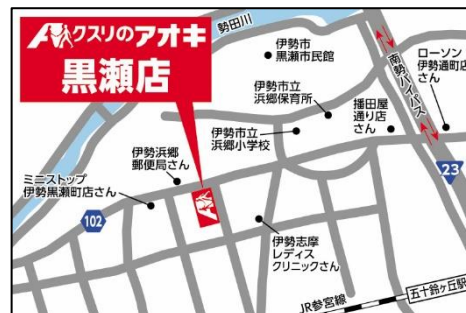 クスリのアオキ
黒瀬店
勢田川
伊勢市
黒瀬市民館
南勢バイパス
ローソン
伊勢通町店
さん
伊勢市立
浜郷保育所
播田屋
通り店
さん
伊勢市立
浜郷小学校
伊勢浜郷
郵便局さん
23
ミニストップ
伊勢黒瀬町店さん
102
伊勢志摩
レディス
クリニックさん
JR参宮線
五十鈴ヶ丘駅